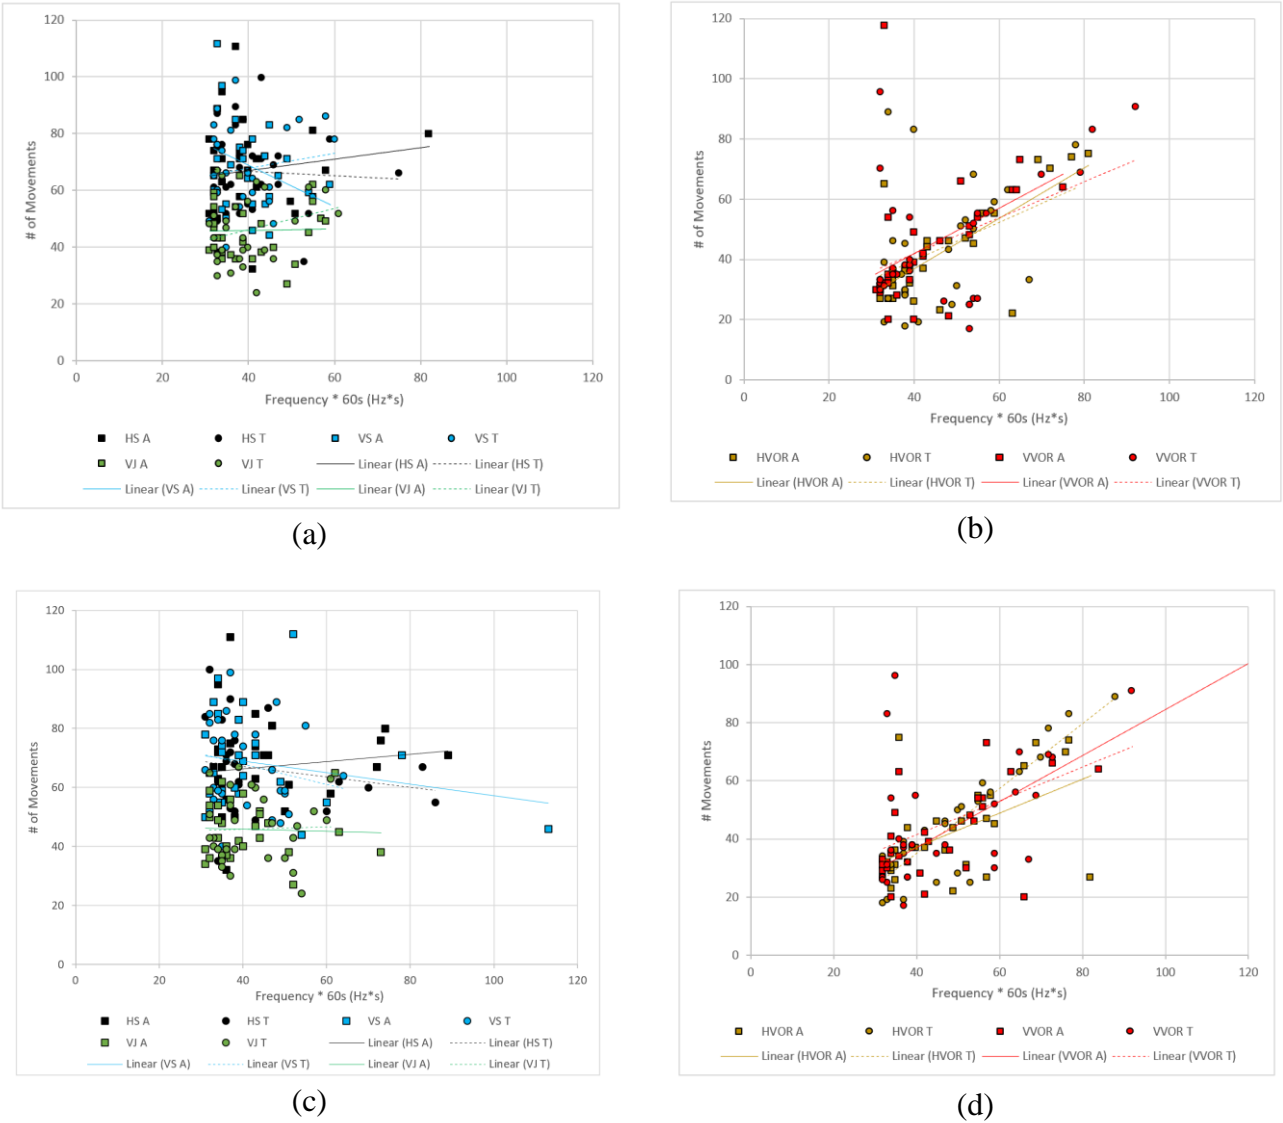 120
100
80
60
40
20
0
# of Movements
0 20 40 60 80 100 120
Frequency * 60s (Hz*s)
HS A HS T VS A VS T
VJ A VJ T Linear (HS A) Linear (HS T)
Linear (VS A) Linear (VS T) Linear (VJ A) Linear (VJ T)
(a)
120
100
80
60
40
20
0
# of Movements
0 20 40 60 80 100 120
Frequency * 60s (Hz*s)
HVOR A HVOR T VVOR A VVOR T
Linear (HVOR A) Linear (HVOR T) Linear (VVOR A) Linear (VVOR T)
(b)
120
100
80
60
40
20
0
# of Movements
0 20 40 60 80 100 120
Frequency * 60s (Hz*s)
HS A HS T VS A VS T
VJ A VJ T Linear (HS A) Linear (HS T)
Linear (VS A) Linear (VS T) Linear (VJ A) Linear (VJ T)
(c)
120
100
80
60
40
20
0
# Movements
0 20 40 60 80 100 120
Frequency * 60s (Hz*s)
HVOR A HVOR T VVOR A VVOR T
Linear (HVOR A) Linear (HVOR T) Linear (VVOR A) Linear (VVOR T)
(d)